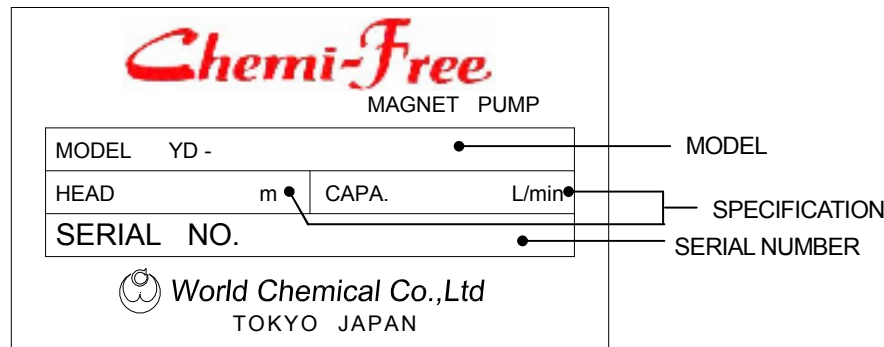 Chemi-Free
MAGNET PUMP
MODEL YD -
MODEL
HEAD m CAPA. L/min
SPECIFICATION
SERIAL NO.
SERIAL NUMBER
World Chemical Co.,Ltd
TOKYO JAPAN